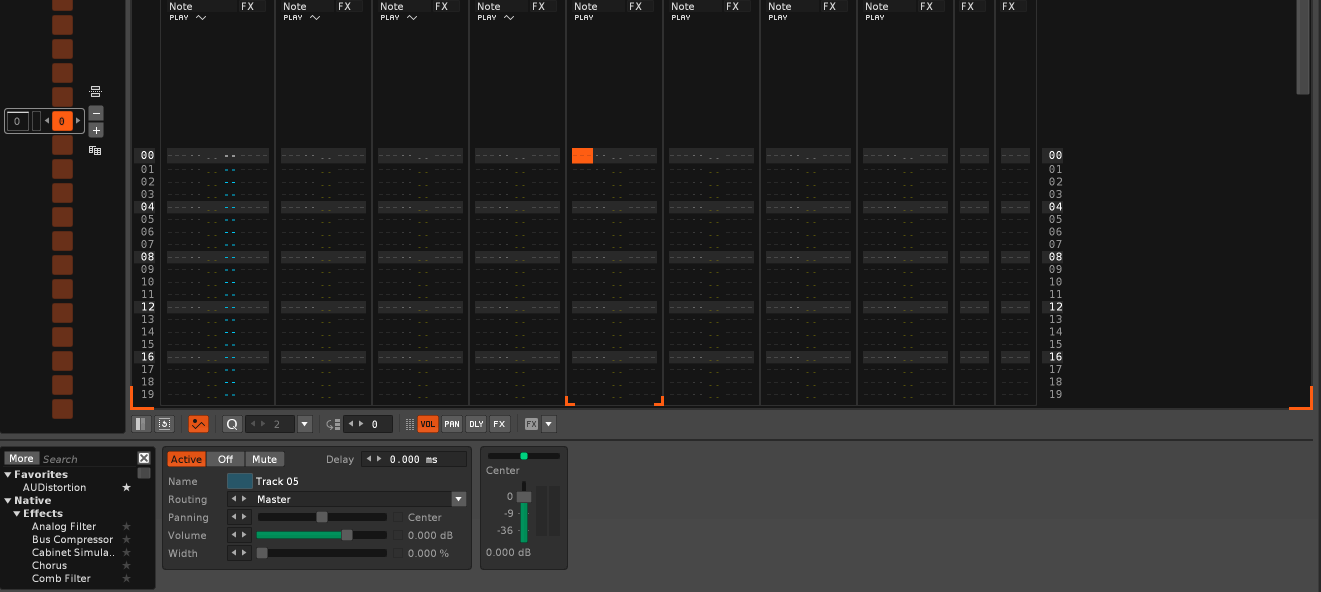 Note FX Note FX Note FX Note FX Note FX Note FX Note FX Note FX FX FX
PLAY PLAY PLAY PLAY PLAY PLAY PLAY PLAY
0 0
00 00
01 01
02 02
03 03
04 04
05 05
06 06
07 07
08 08
09 09
10 10
11 11
12 12
13 13
14 14
15 15
16 16
17 17
18 18
19 19
Q 2 0 VOL PAN DLY FX FX
More Search
Favorites
AUDistortion
Native
Effects
Analog Filter
Bus Compressor
Cabinet Simula..
Chorus
Comb Filter
Active Off Mute Delay 0.000 ms
Name Track 05
Routing Master
Panning Center
Volume 0.000 dB
Width 0.000 %
Center
0
-9
-36
0.000 dB